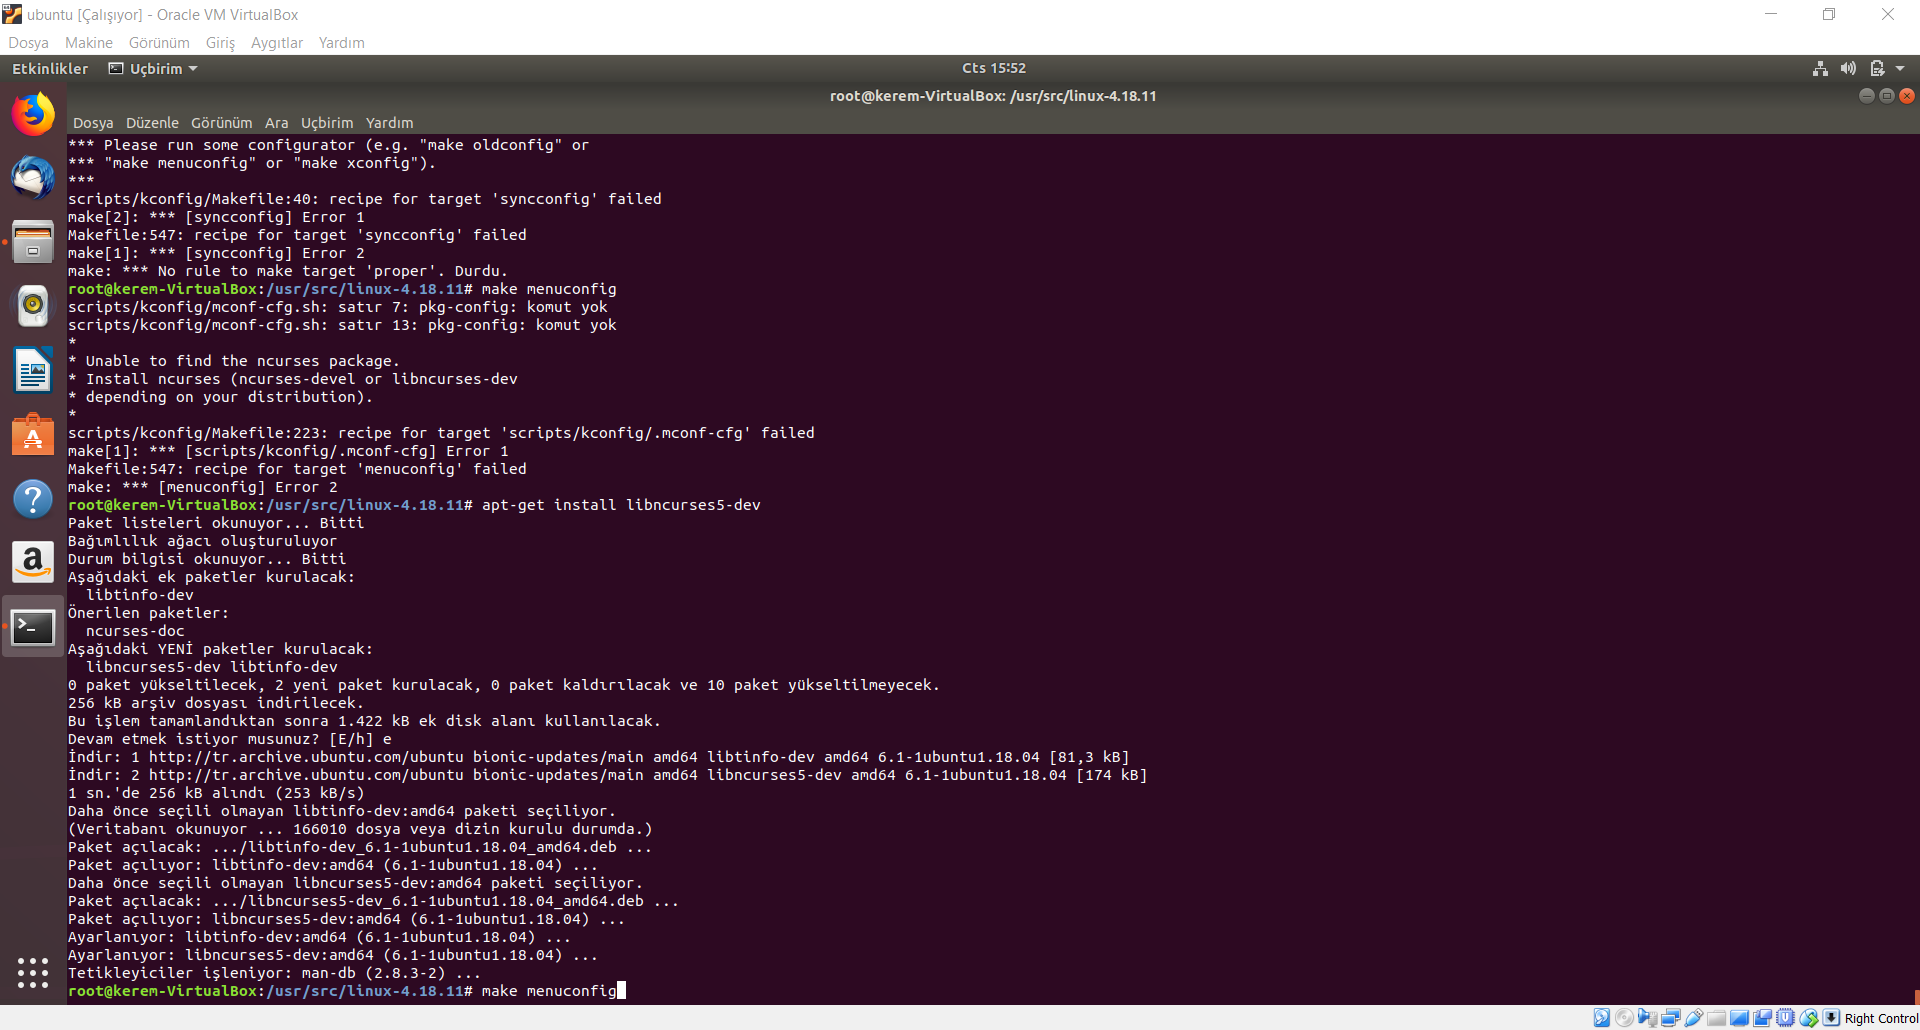 ubuntu [Çalışıyor] - Oracle VM VirtualBox
Dosya Makine Görünüm Giriş Aygıtlar Yardım
Etkinlikler Uçbirim Cts 15:52
root@kerem-VirtualBox: /usr/src/linux-4.18.11
Dosya Düzenle Görünüm Ara Uçbirim Yardım
*** Please run some configurator (e.g. "make oldconfig" or
*** "make menuconfig" or "make xconfig").
***
scripts/kconfig/Makefile:40: recipe for target 'syncconfig' failed
make[2]: *** [syncconfig] Error 1
Makefile:547: recipe for target 'syncconfig' failed
make[1]: *** [syncconfig] Error 2
make: *** No rule to make target 'proper'. Durdu.
root@kerem-VirtualBox:/usr/src/linux-4.18.11# make menuconfig
scripts/kconfig/mconf-cfg.sh: satır 7: pkg-config: komut yok
scripts/kconfig/mconf-cfg.sh: satır 13: pkg-config: komut yok
*
* Unable to find the ncurses package.
* Install ncurses (ncurses-devel or libncurses-dev
* depending on your distribution).
*
scripts/kconfig/Makefile:223: recipe for target 'scripts/kconfig/.mconf-cfg' failed
make[1]: *** [scripts/kconfig/.mconf-cfg] Error 1
Makefile:547: recipe for target 'menuconfig' failed
make: *** [menuconfig] Error 2
root@kerem-VirtualBox:/usr/src/linux-4.18.11# apt-get install libncurses5-dev
Paket listeleri okunuyor... Bitti
Bağımlılık ağacı oluşturuluyor
Durum bilgisi okunuyor... Bitti
Aşağıdaki ek paketler kurulacak:
  libtinfo-dev
Önerilen paketler:
  ncurses-doc
Aşağıdaki YENİ paketler kurulacak:
  libncurses5-dev libtinfo-dev
0 paket yükseltilecek, 2 yeni paket kurulacak, 0 paket kaldırılacak ve 10 paket yükseltilmeyecek.
256 kB arşiv dosyası indirilecek.
Bu işlem tamamlandıktan sonra 1.422 kB ek disk alanı kullanılacak.
Devam etmek istiyor musunuz? [E/h] e
İndir: 1 http://tr.archive.ubuntu.com/ubuntu bionic-updates/main amd64 libtinfo-dev amd64 6.1-1ubuntu1.18.04 [81,3 kB]
İndir: 2 http://tr.archive.ubuntu.com/ubuntu bionic-updates/main amd64 libncurses5-dev amd64 6.1-1ubuntu1.18.04 [174 kB]
1 sn.'de 256 kB alındı (253 kB/s)
Daha önce seçili olmayan libtinfo-dev:amd64 paketi seçiliyor.
(Veritabanı okunuyor ... 166010 dosya veya dizin kurulu durumda.)
Paket açılacak: .../libtinfo-dev_6.1-1ubuntu1.18.04_amd64.deb ...
Paket açılıyor: libtinfo-dev:amd64 (6.1-1ubuntu1.18.04) ...
Daha önce seçili olmayan libncurses5-dev:amd64 paketi seçiliyor.
Paket açılacak: .../libncurses5-dev_6.1-1ubuntu1.18.04_amd64.deb ...
Paket açılıyor: libncurses5-dev:amd64 (6.1-1ubuntu1.18.04) ...
Ayarlanıyor: libtinfo-dev:amd64 (6.1-1ubuntu1.18.04) ...
Ayarlanıyor: libncurses5-dev:amd64 (6.1-1ubuntu1.18.04) ...
Tetikleyiciler işleniyor: man-db (2.8.3-2) ...
root@kerem-VirtualBox:/usr/src/linux-4.18.11# make menuconfig
Right Control